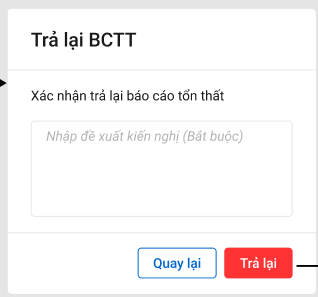 Trả lại BCTT
Xác nhận trả lại báo cáo tổn thất
Nhập đề xuất kiến nghị (Bắt buộc)
Quay lại
Trả lại